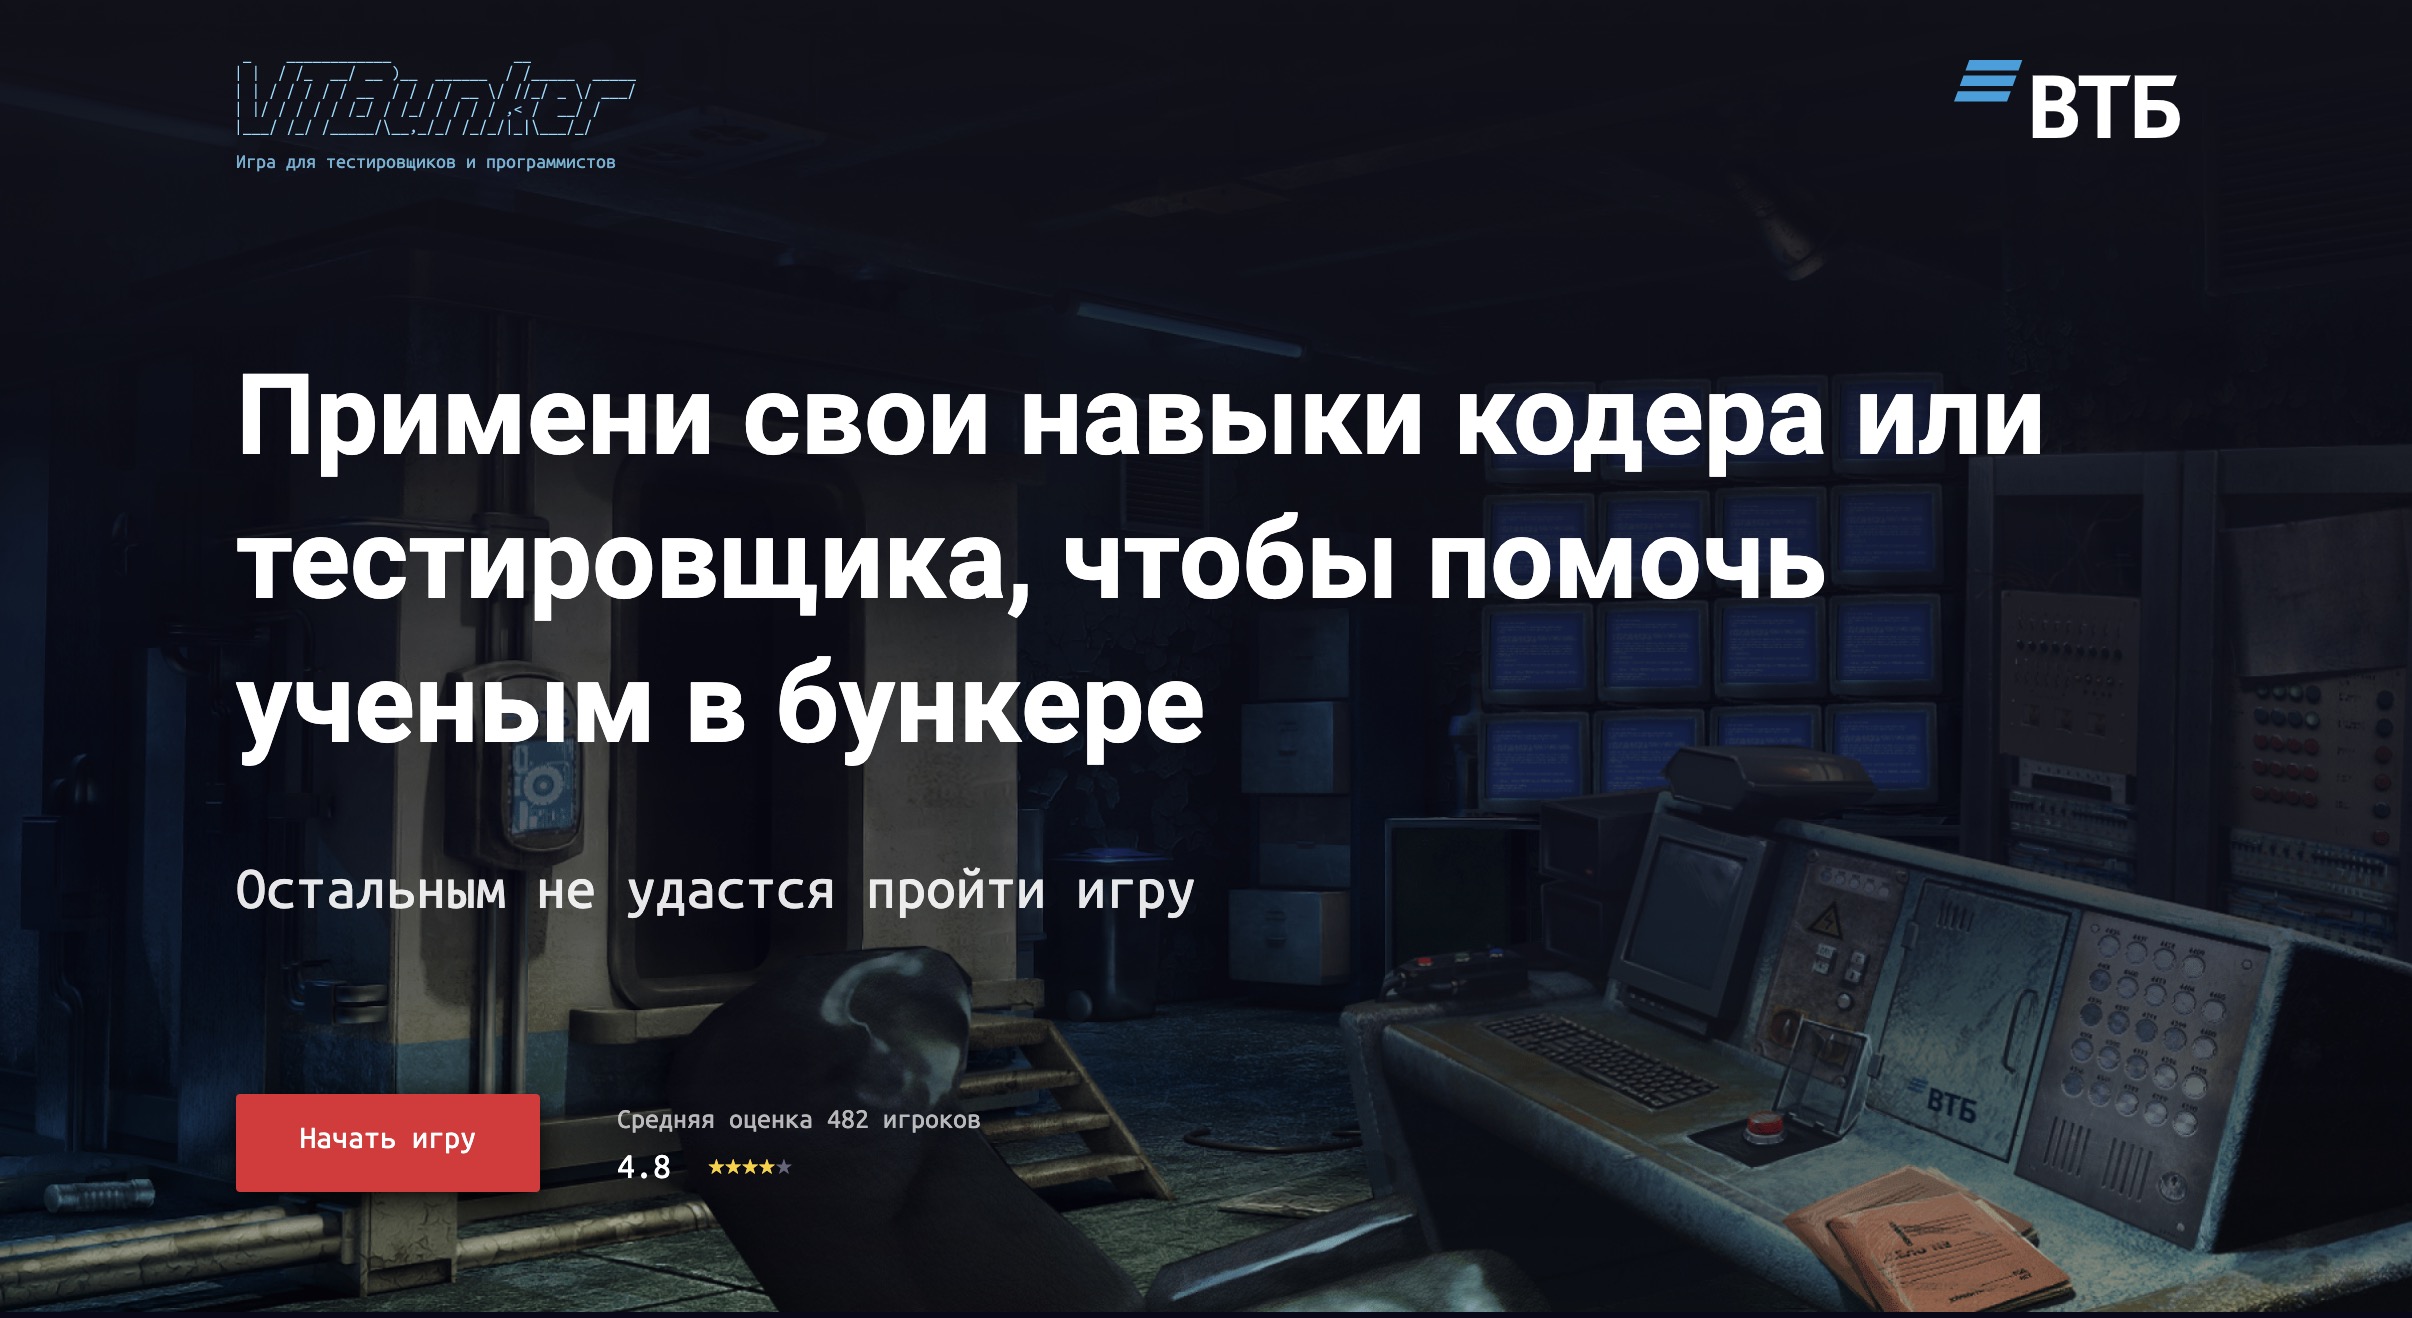 VTBunker
Игра для тестировщиков и программистов
ВТБ
Примени свои навыки кодера или
тестировщика, чтобы помочь
ученым в бункере
Остальным не удастся пройти игру
Начать игру
Средняя оценка 482 игроков
4.8
ВТБ